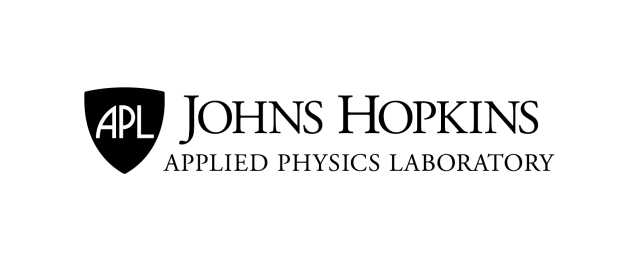 APL
JOHNS HOPKINS
APPLIED PHYSICS LABORATORY